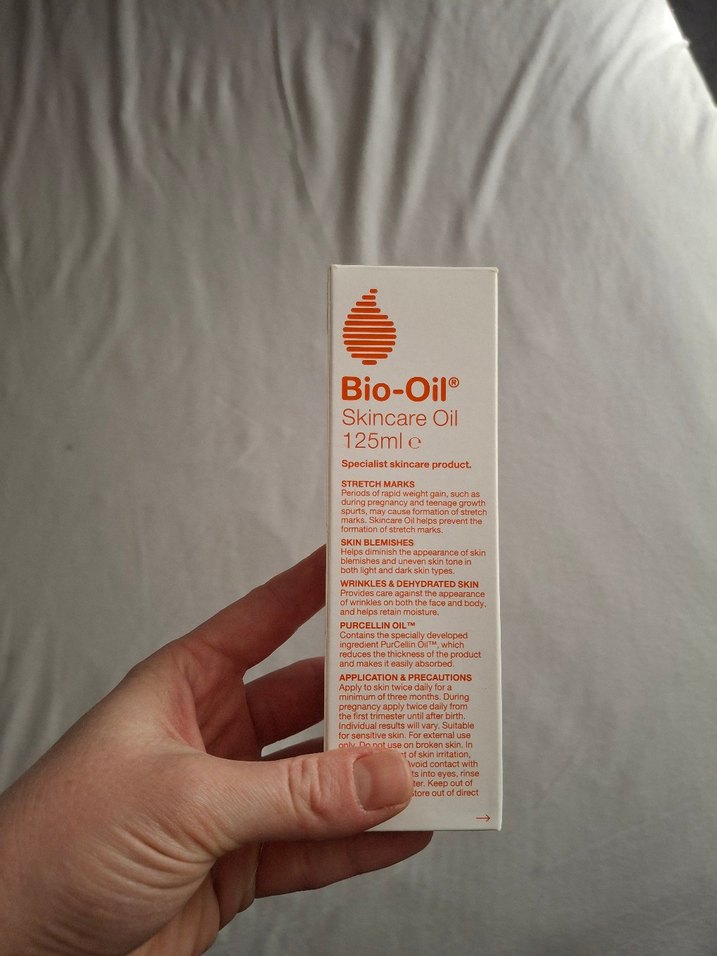 Bio-Oil®
Skincare Oil
125ml ℮
Specialist skincare product.
STRETCH MARKS
Periods of rapid weight gain, such as
during pregnancy and teenage growth
spurts, may cause formation of stretch
marks. Skincare Oil helps prevent the
formation of stretch marks.
SKIN BLEMISHES
Helps diminish the appearance of skin
blemishes and uneven skin tone in
both light and dark skin types.
WRINKLES & DEHYDRATED SKIN
Provides care against the appearance
of wrinkles on both the face and body,
and helps retain moisture.
PURCELLIN OIL™
Contains the specially developed
ingredient PurCellin Oil™, which
reduces the thickness of the product
and makes it easily absorbed.
APPLICATION & PRECAUTIONS
Apply to skin twice daily for a
minimum of three months. During
pregnancy apply twice daily from
the first trimester until after birth.
Individual results will vary. Suitable
for sensitive skin. For external use
only. Do not use on broken skin. In
of skin irritation,
Avoid contact with
into eyes, rinse
Keep out of
Store out of direct
→